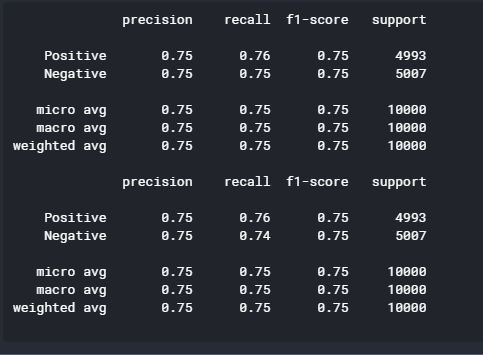 precision recall f1-score support
Positive 0.75 0.76 0.75 4993
Negative 0.75 0.75 0.75 5007
micro avg 0.75 0.75 0.75 10000
macro avg 0.75 0.75 0.75 10000
weighted avg 0.75 0.75 0.75 10000
precision recall f1-score support
Positive 0.75 0.76 0.75 4993
Negative 0.75 0.74 0.75 5007
micro avg 0.75 0.75 0.75 10000
macro avg 0.75 0.75 0.75 10000
weighted avg 0.75 0.75 0.75 10000